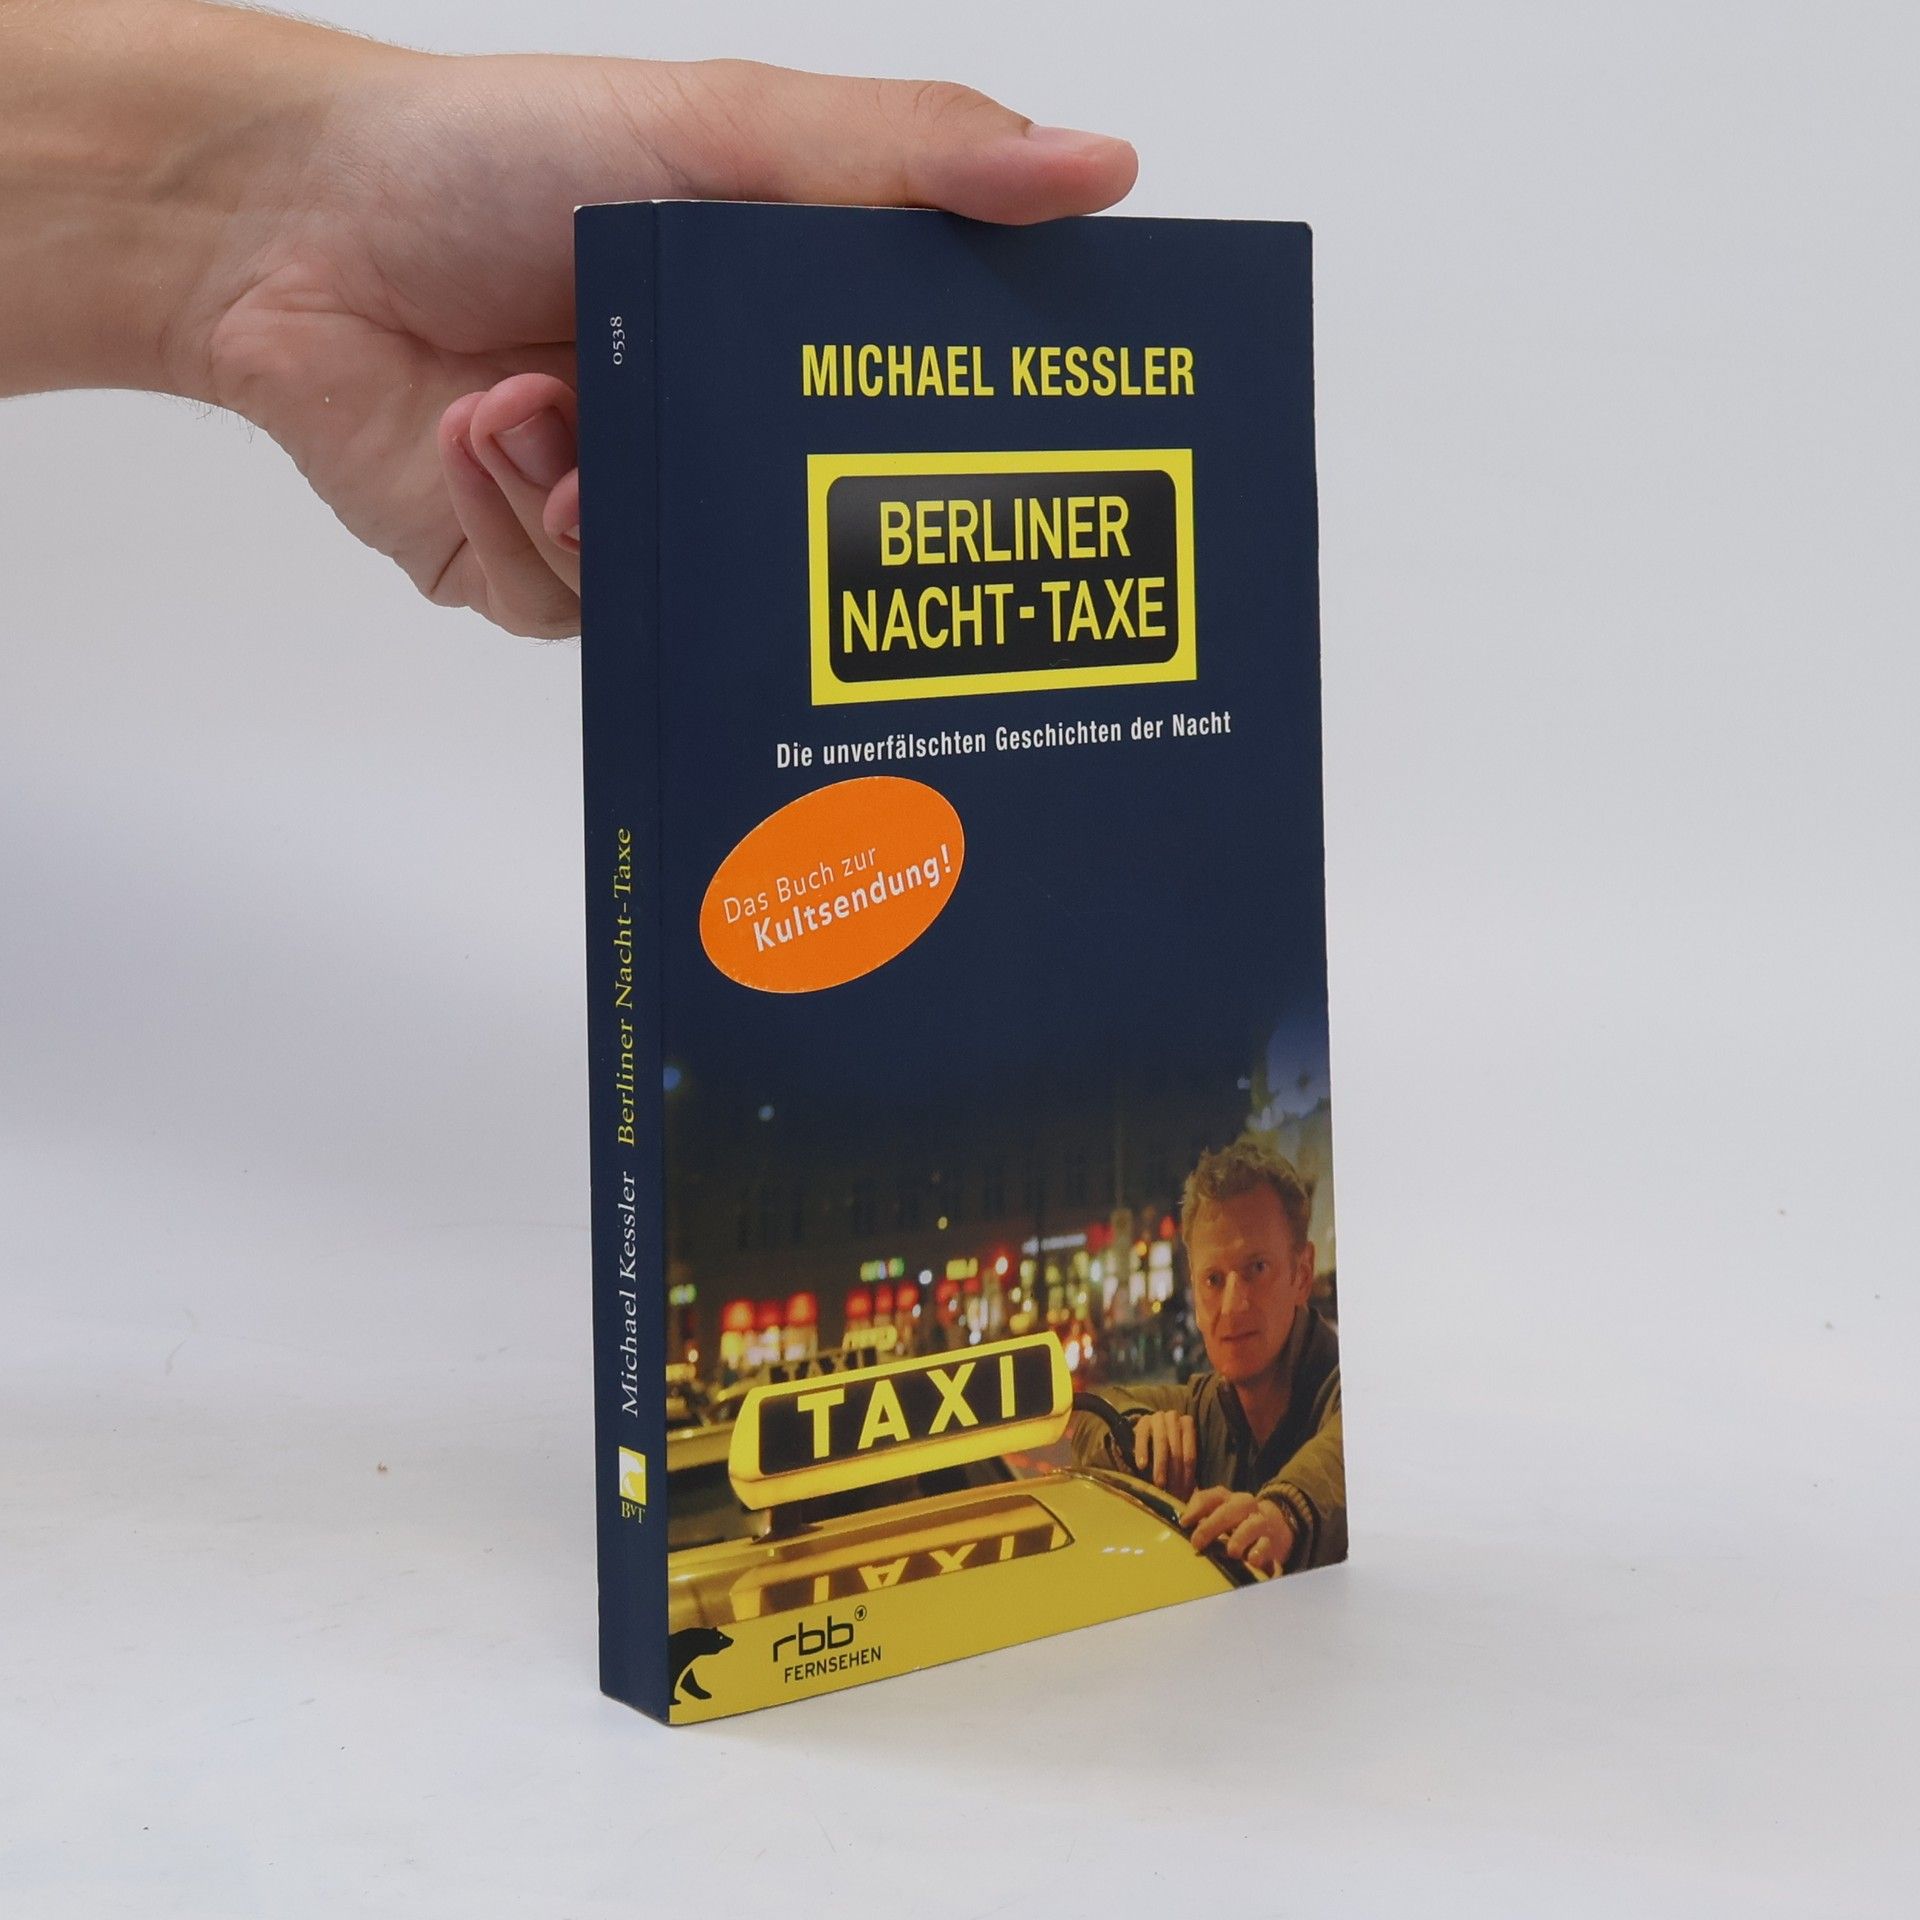 MICHAEL KESSLER
BERLINER
NACHT-TAXE
Die unverfälschten Geschichten der Nacht
Das Buch zur
Kultsendung!
TAXI
TAXI
rbb
FERNSEHEN
Michael Kessler Berliner Nacht-Taxe
0538
BvT